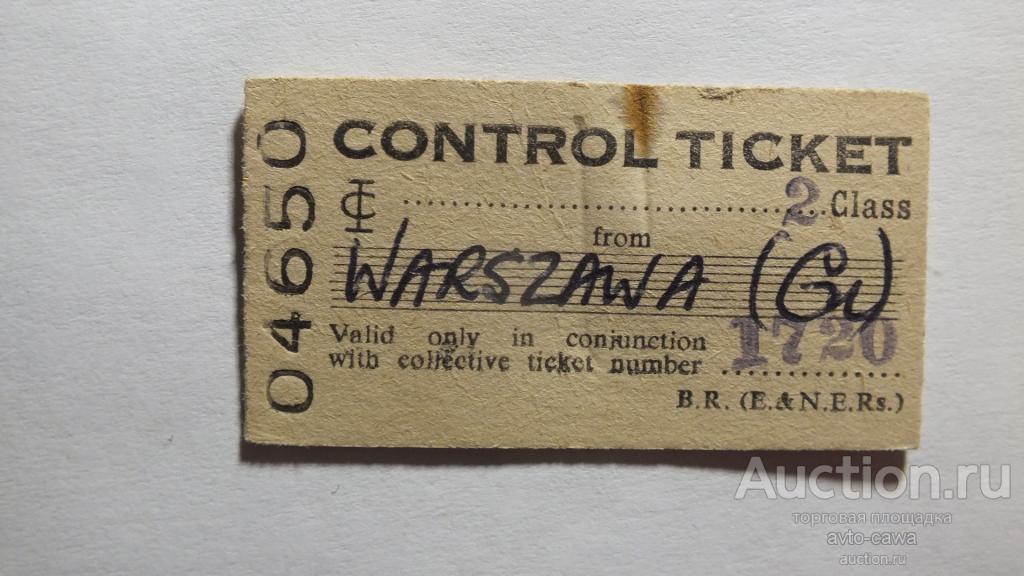 04650
CONTROL TICKET
2 Class
from
WARSZAWA (Gł)
Valid only in conjunction
with collective ticket number 1720
B.R. (E.&N.E.Rs.)
Auction.ru
торговая площадка
avto-cawa
auction.ru